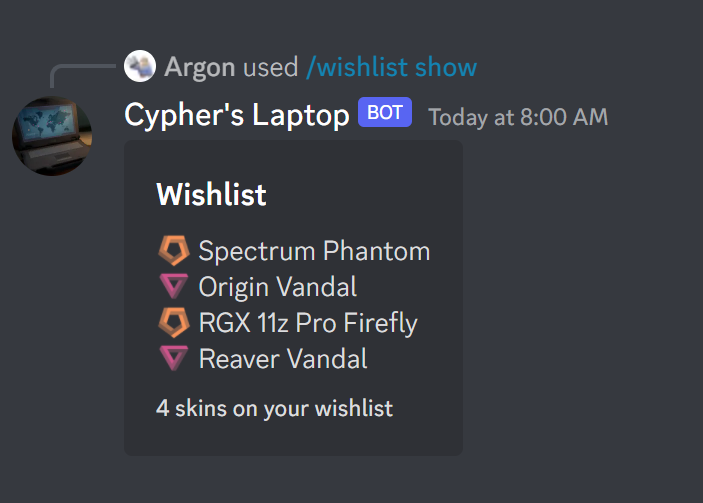 Argon used /wishlist show
Cypher's Laptop BOT Today at 8:00 AM
Wishlist
Spectrum Phantom
Origin Vandal
RGX 11z Pro Firefly
Reaver Vandal
4 skins on your wishlist